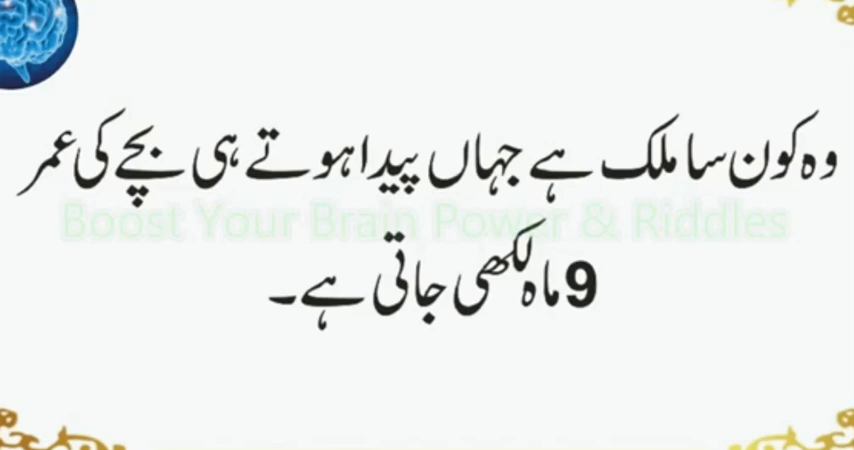 وہ کون سا ملک ہے جہاں پیدا ہوتے ہی بچے کی عمر
Boost Your Brain Power & Riddles
9 ماہ لکھی جاتی ہے۔